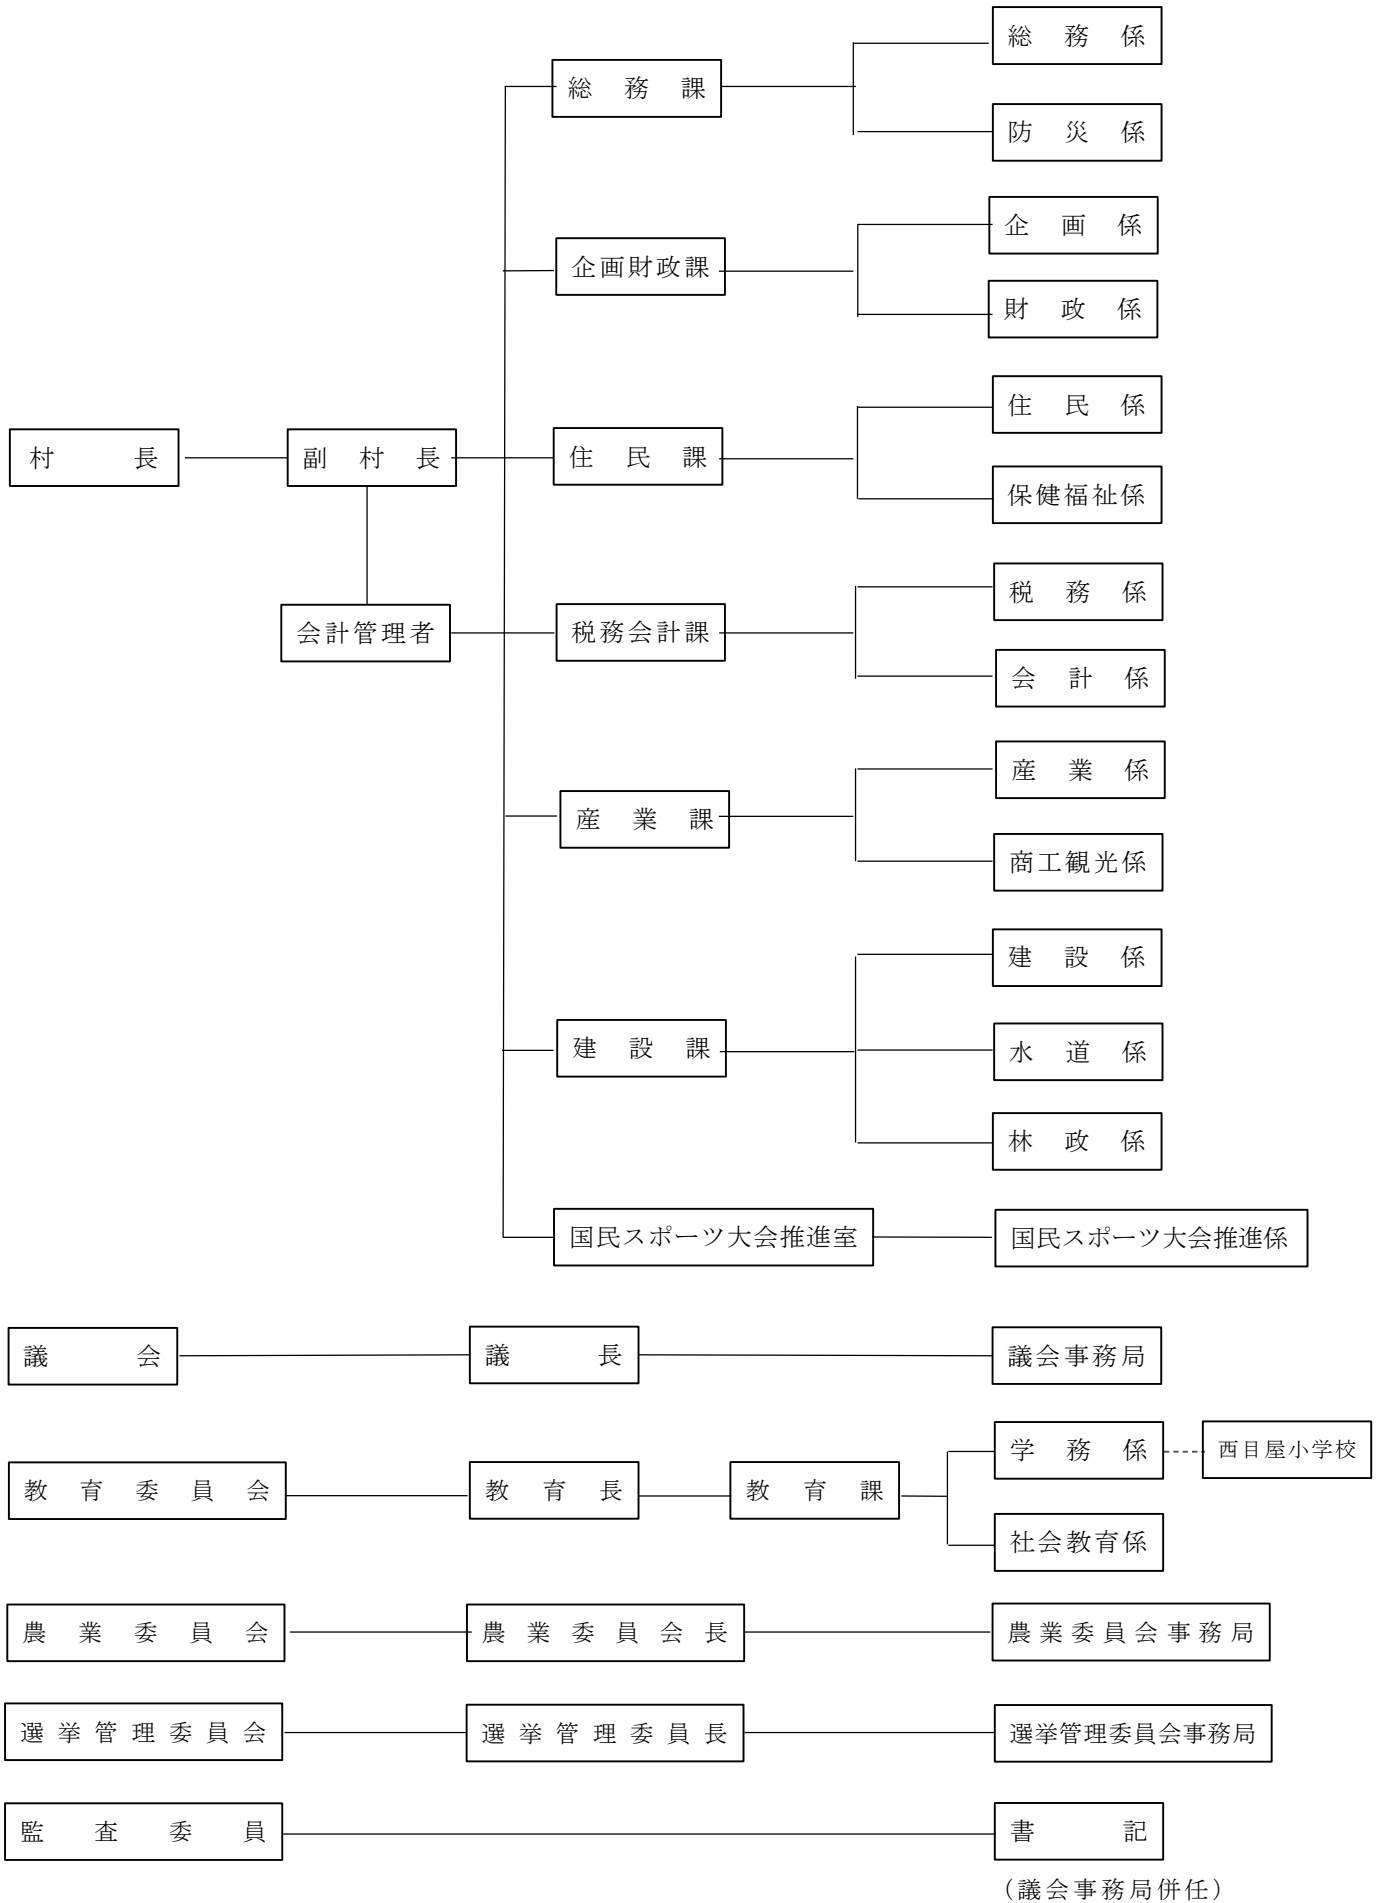 総務係
総務課
防災係
企画係
企画財政課
財政係
住民係
村長
副村長
住民課
保健福祉係
税務係
会計管理者
税務会計課
会計係
産業係
産業課
商工観光係
建設係
建設課
水道係
林政係
国民スポーツ大会推進室
国民スポーツ大会推進係
議会
議長
議会事務局
学務係
西目屋小学校
教育委員会
教育長
教育課
社会教育係
農業委員会
農業委員会長
農業委員会事務局
選挙管理委員会
選挙管理委員長
選挙管理委員会事務局
監査委員
書記
（議会事務局併任）